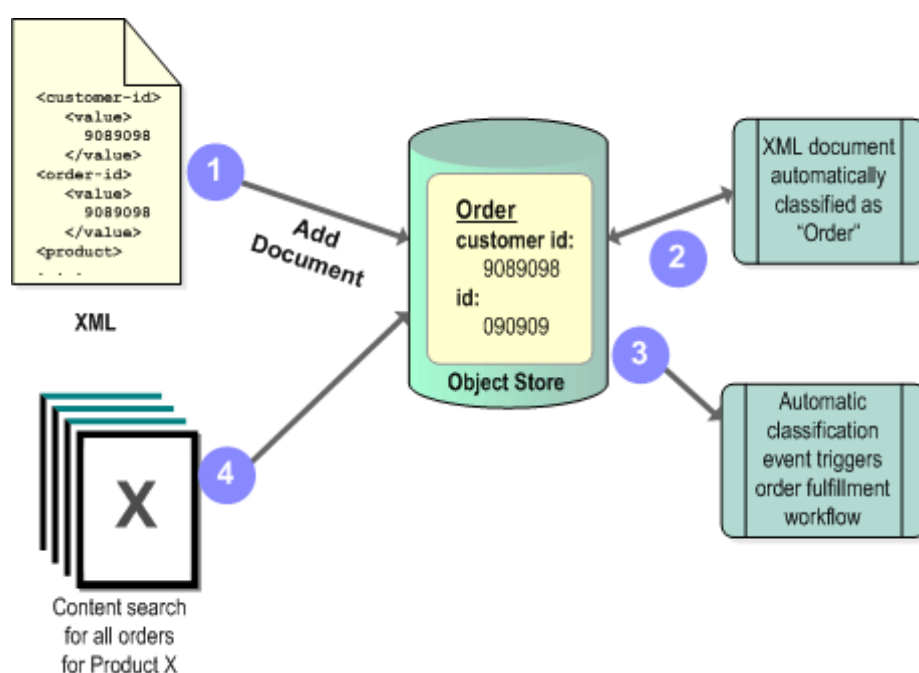 <customer-id>
<value>
9089098
</value>
<order-id>
<value>
9089098
</value>
<product>
. . .
XML
1
Add
Document
Order
customer id:
9089098
id:
090909
Object Store
2
XML document
automatically
classified as
“Order”
3
Automatic
classification
event triggers
order fulfillment
workflow
4
X
Content search
for all orders
for Product X